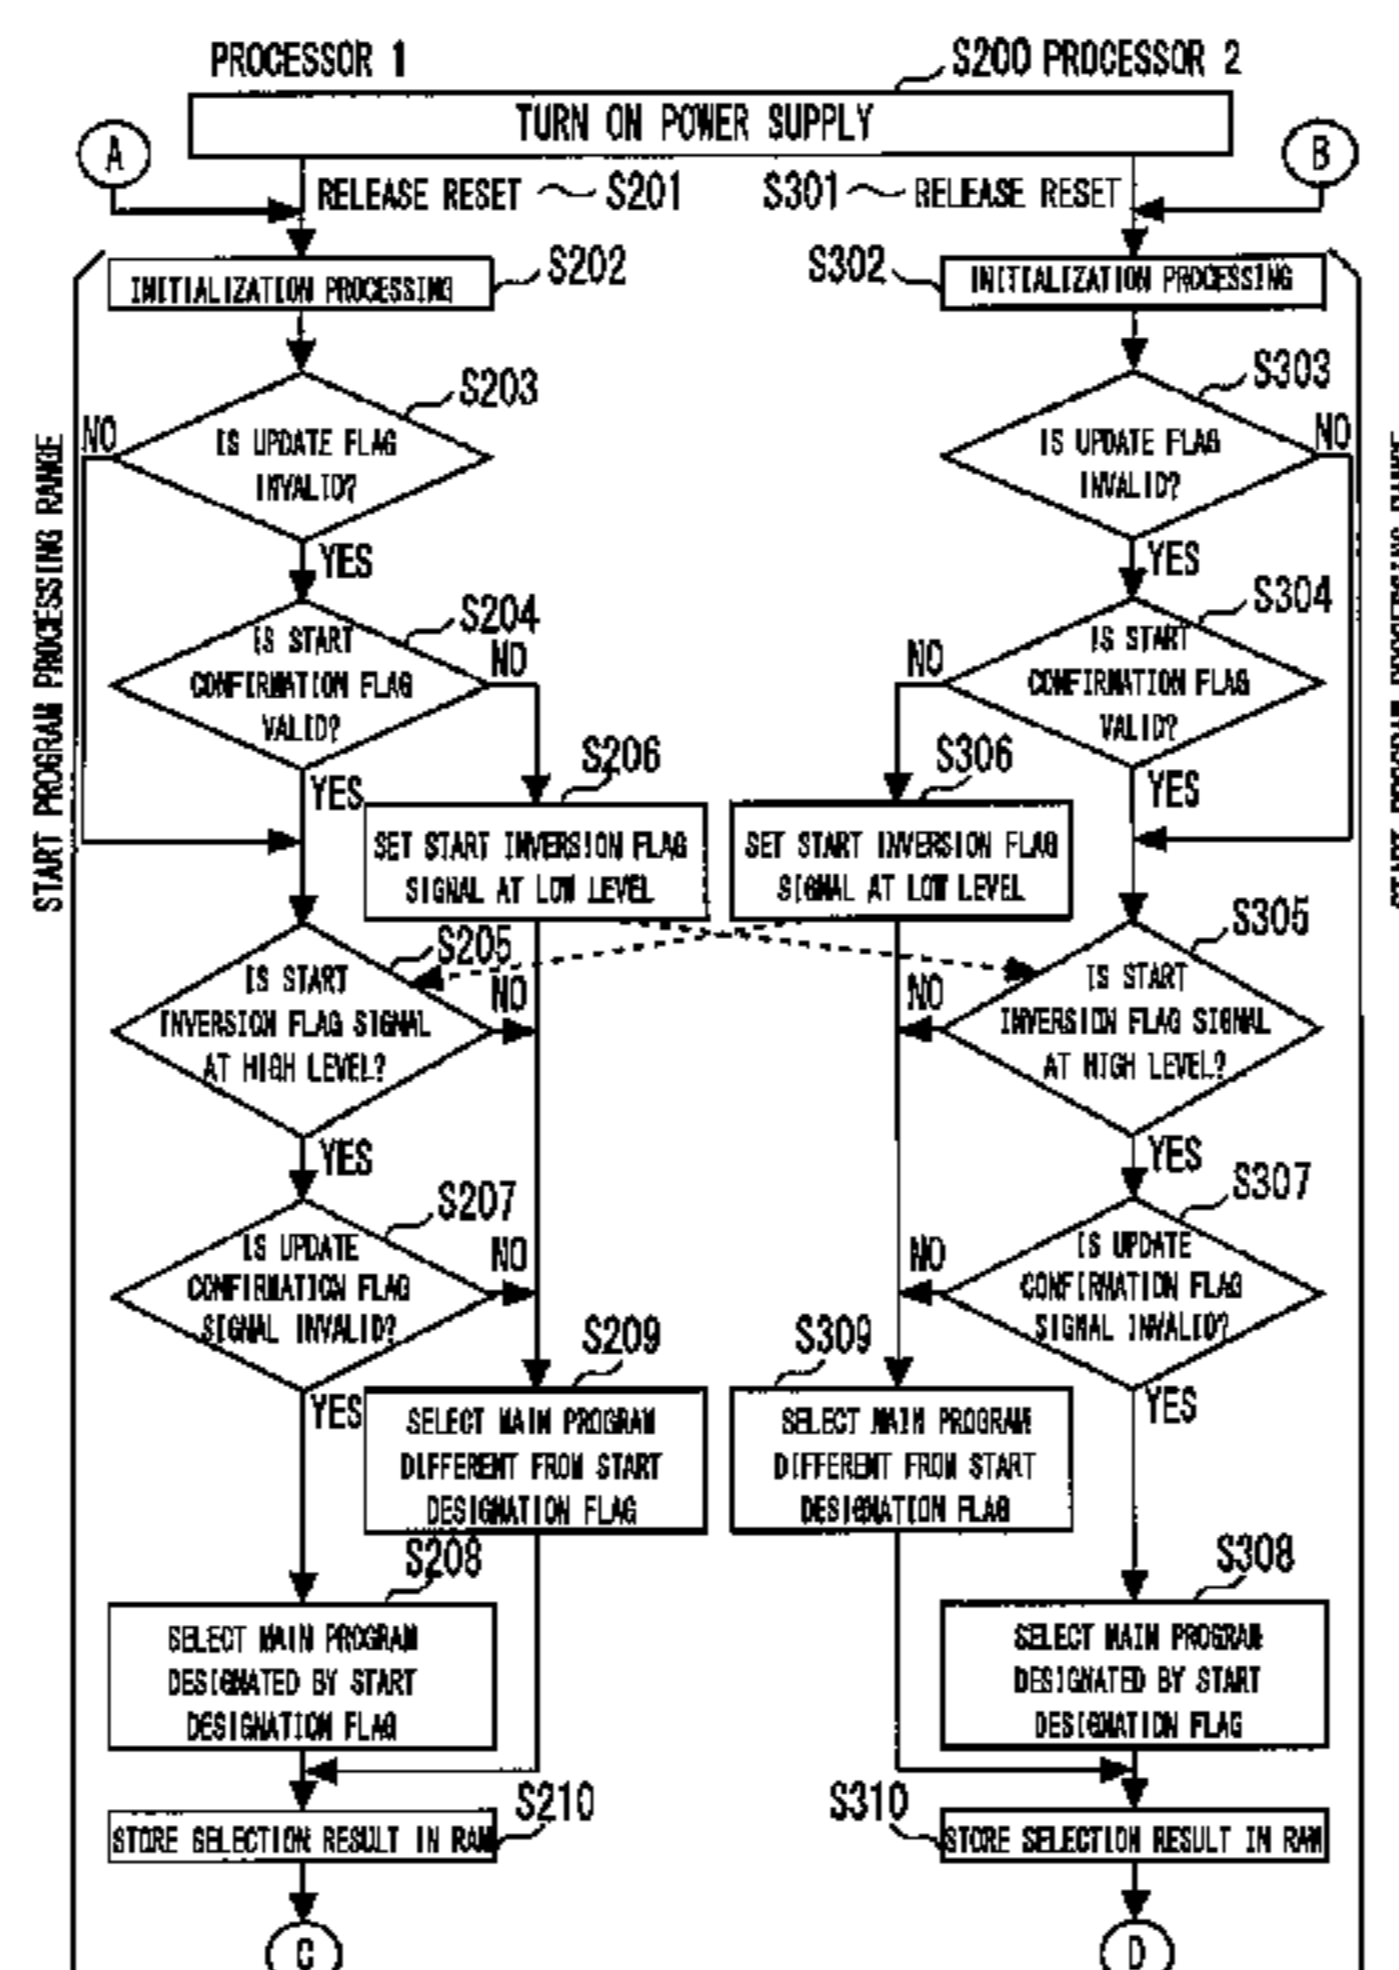 PROCESSOR 1
S200 PROCESSOR 2
TURN ON POWER SUPPLY
A
B
RELEASE RESET
S201
S301
RELEASE RESET
S202
S302
INITIALIZATION PROCESSING
INITIALIZATION PROCESSING
S203
S303
NO
IS UPDATE FLAG
INVALID?
IS UPDATE FLAG
INVALID?
NO
START PROGRAM PROCESSING RANGE
YES
YES
S204
S304
IS START
CONFIRMATION FLAG
VALID?
NO
NO
IS START
CONFIRMATION FLAG
VALID?
S206
S306
YES
YES
SET START INVERSION FLAG
SIGNAL AT LOW LEVEL
SET START INVERSION FLAG
SIGNAL AT LOW LEVEL
S205
S305
IS START
INVERSION FLAG SIGNAL
AT HIGH LEVEL?
NO
NO
IS START
INVERSION FLAG SIGNAL
AT HIGH LEVEL?
YES
YES
S207
S307
IS UPDATE
CONFIRMATION FLAG
SIGNAL INVALID?
NO
NO
IS UPDATE
CONFIRMATION FLAG
SIGNAL INVALID?
S209
S309
YES
YES
SELECT MAIN PROGRAM
DIFFERENT FROM START
DESIGNATION FLAG
SELECT MAIN PROGRAM
DIFFERENT FROM START
DESIGNATION FLAG
S208
S308
SELECT MAIN PROGRAM
DESIGNATED BY START
DESIGNATION FLAG
SELECT MAIN PROGRAM
DESIGNATED BY START
DESIGNATION FLAG
S210
S310
STORE SELECTION RESULT IN RAM
STORE SELECTION RESULT IN RAM
C
D